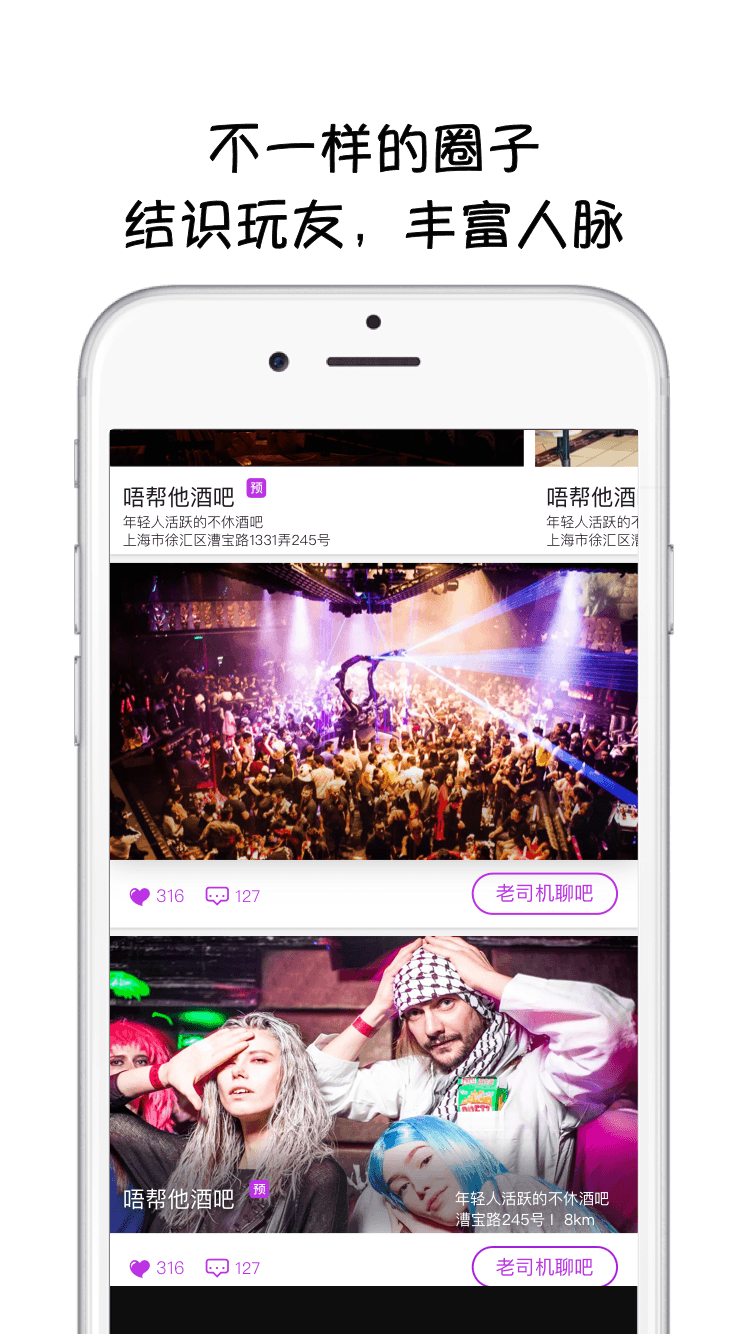 不一样的圈子
结识玩友，丰富人脉
唔帮他酒吧 预
年轻人活跃的不休酒吧
上海市徐汇区漕宝路1331弄245号
唔帮他酒
年轻人活跃的不
上海市徐汇区
316 127 老司机聊吧
唔帮他酒吧 预
年轻人活跃的不休酒吧
漕宝路245号 | 8km
316 127 老司机聊吧